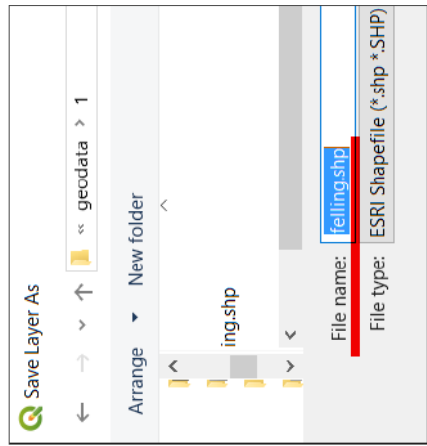 Save Layer As
« geodata > 1
Arrange New folder
ing.shp
File name: felling.shp
File type: ESRI Shapefile (*.shp *.SHP)